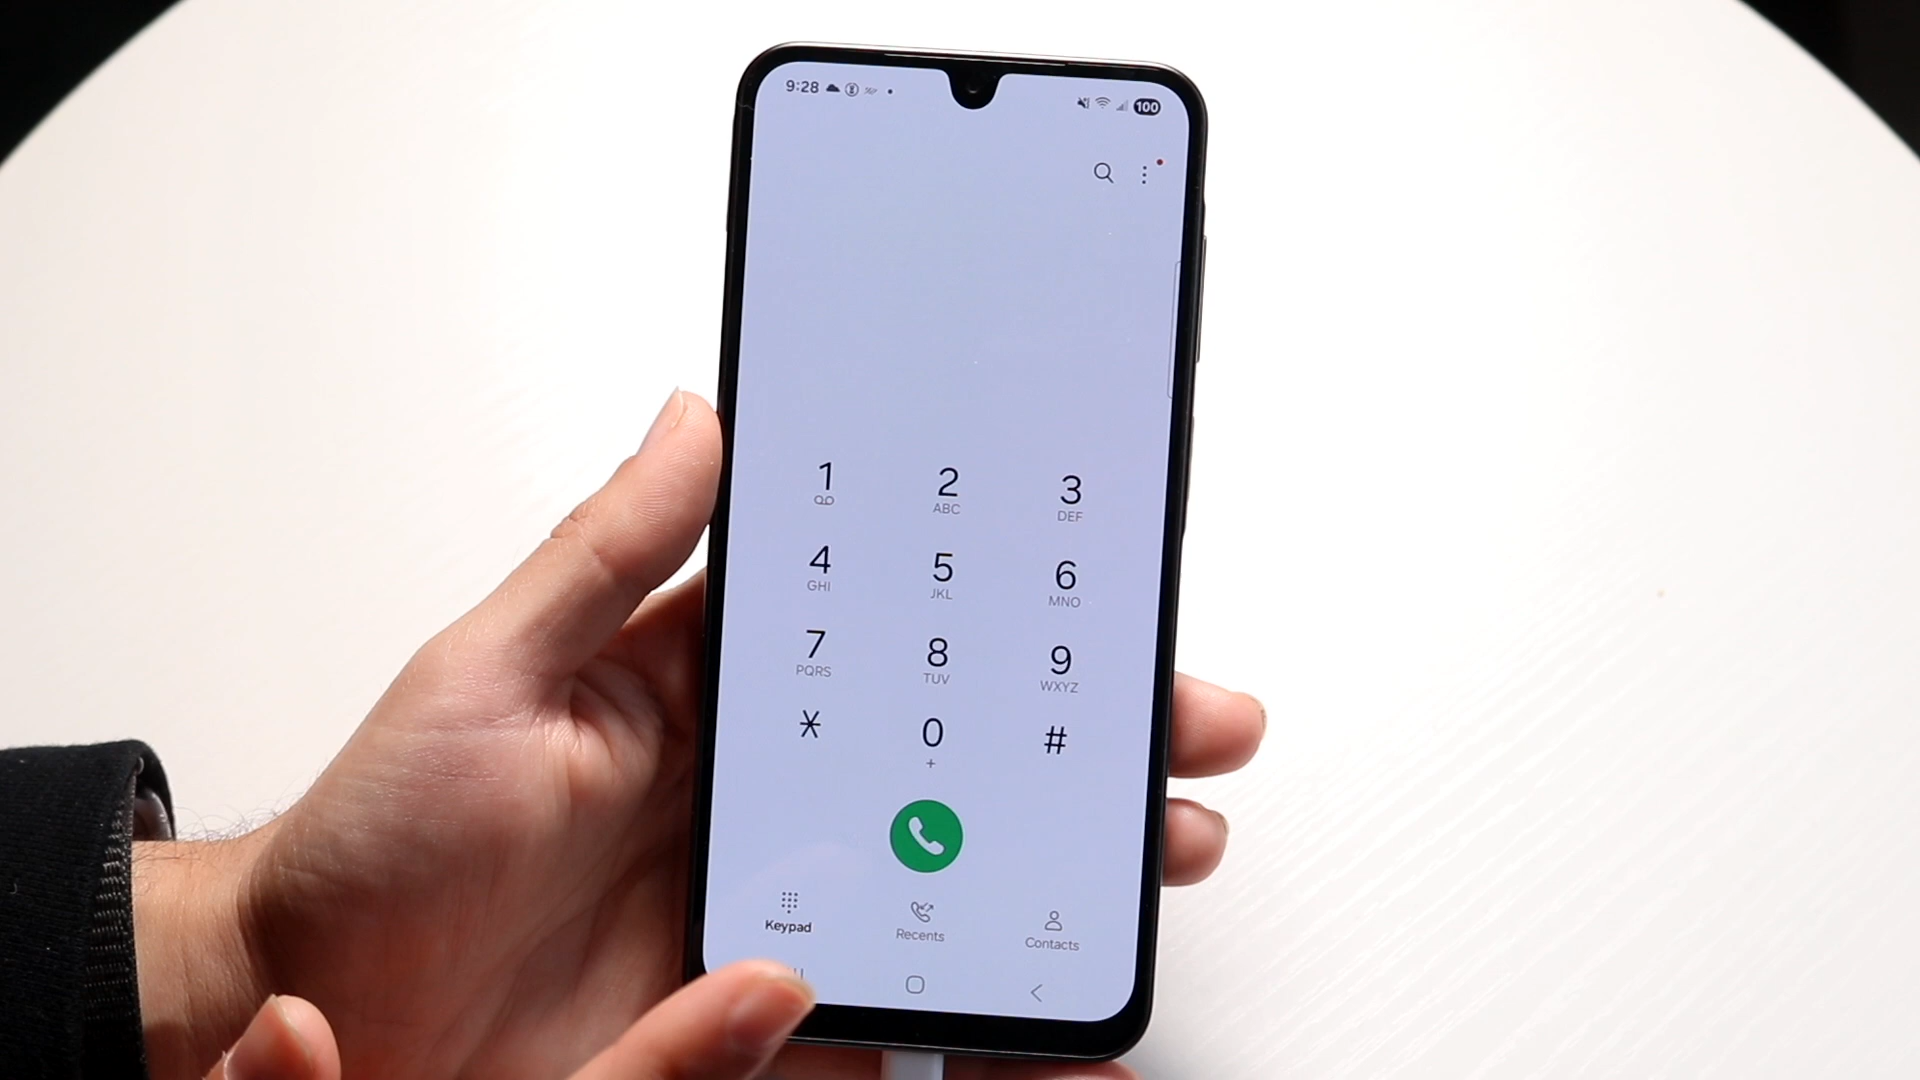 9:28
100
1 2 3
ABC DEF
4 5 6
GHI JKL MNO
7 8 9
PQRS TUV WXYZ
* 0 #
+
Keypad Recents Contacts